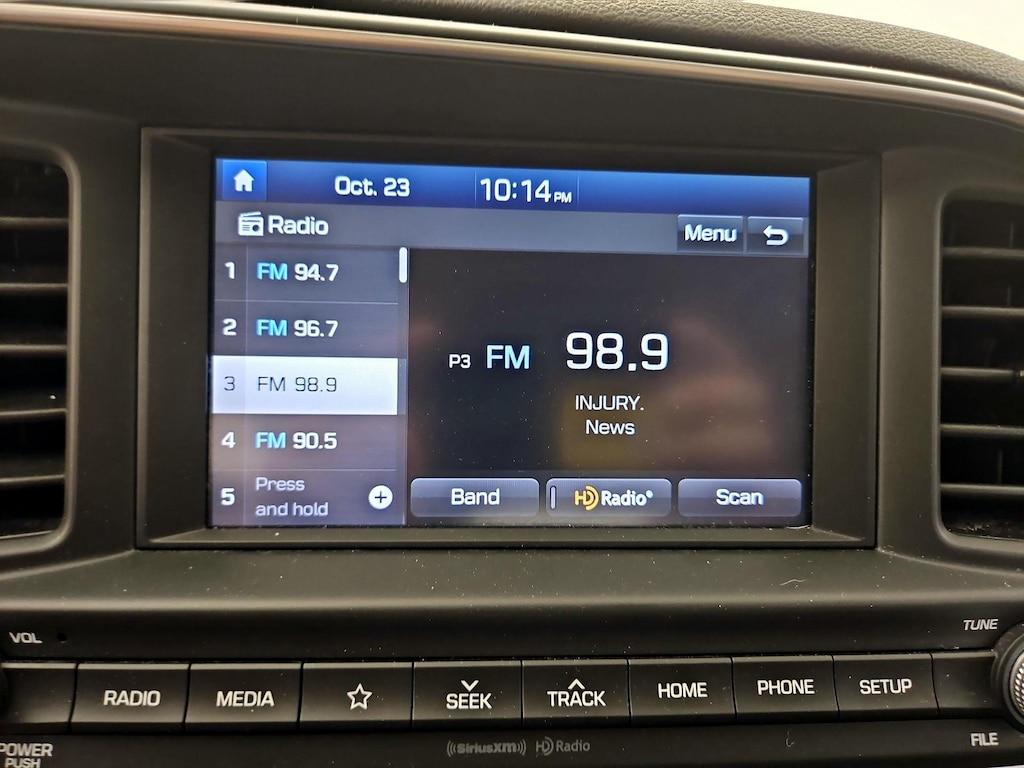 Oct. 23 10:14 PM
Radio Menu
1 FM 94.7
2 FM 96.7
3 FM 98.9
4 FM 90.5
5 Press
and hold
P3 FM 98.9
INJURY.
News
Band HD Radio® Scan
VOL TUNE
RADIO MEDIA SEEK TRACK HOME PHONE SETUP
POWER
PUSH
((SiriusXM)) HD Radio
FILE